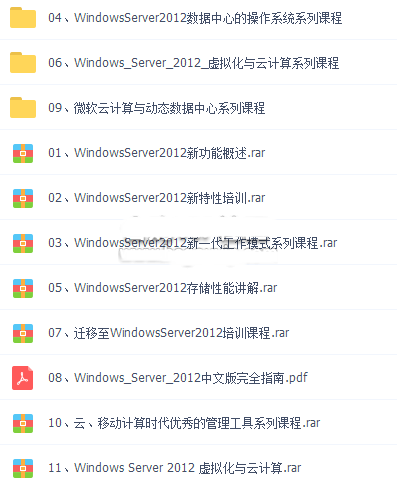 04、WindowsServer2012数据中心的操作系统系列课程
06、Windows_Server_2012_虚拟化与云计算系列课程
09、微软云计算与动态数据中心系列课程
01、WindowsServer2012新功能概述.rar
02、WindowsServer2012新特性培训.rar
03、WindowsServer2012新一代工作模式系列课程.rar
05、WindowsServer2012存储性能讲解.rar
07、迁移至WindowsServer2012培训课程.rar
08、Windows_Server_2012中文版完全指南.pdf
10、云、移动计算时代优秀的管理工具系列课程.rar
11、Windows Server 2012 虚拟化与云计算.rar